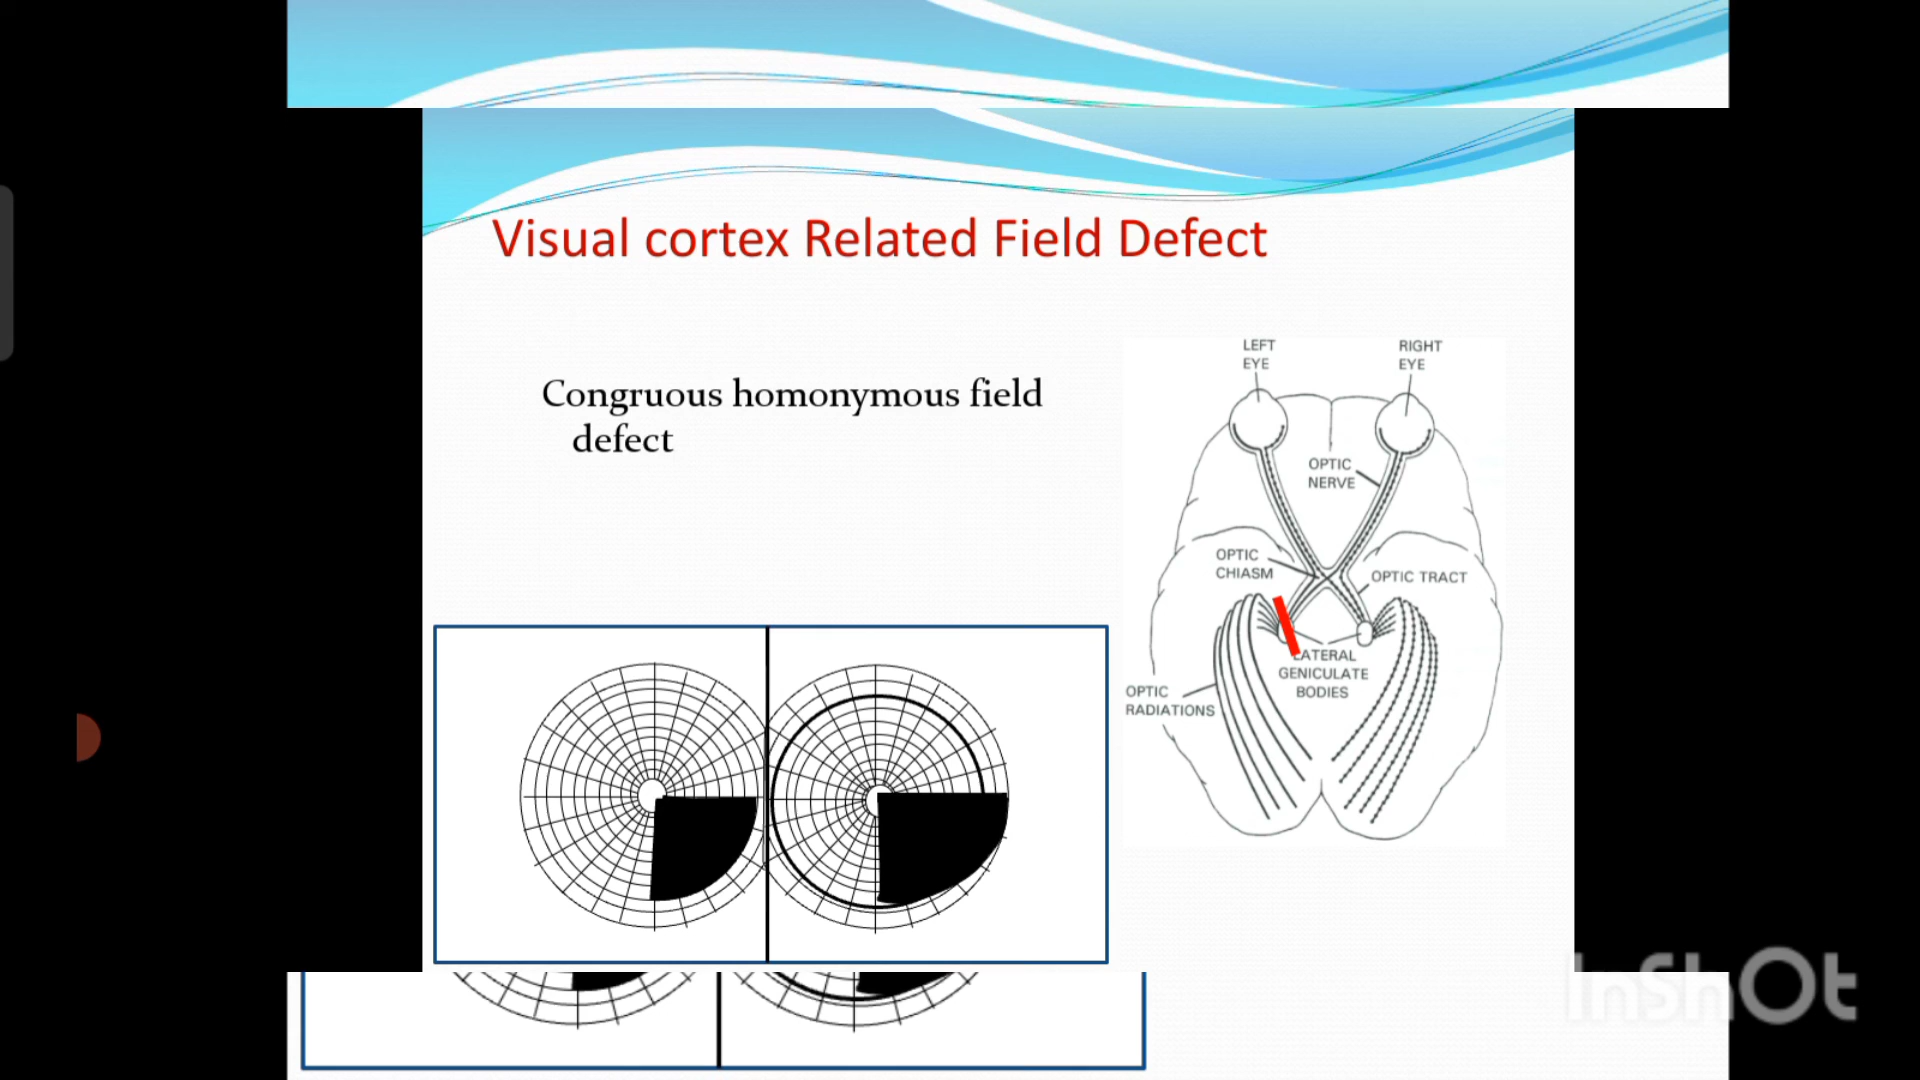 Visual cortex Related Field Defect
Congruous homonymous field
defect
LEFT
EYE
RIGHT
EYE
OPTIC
NERVE
OPTIC
CHIASM
OPTIC TRACT
LATERAL
GENICULATE
BODIES
OPTIC
RADIATIONS
InShOt